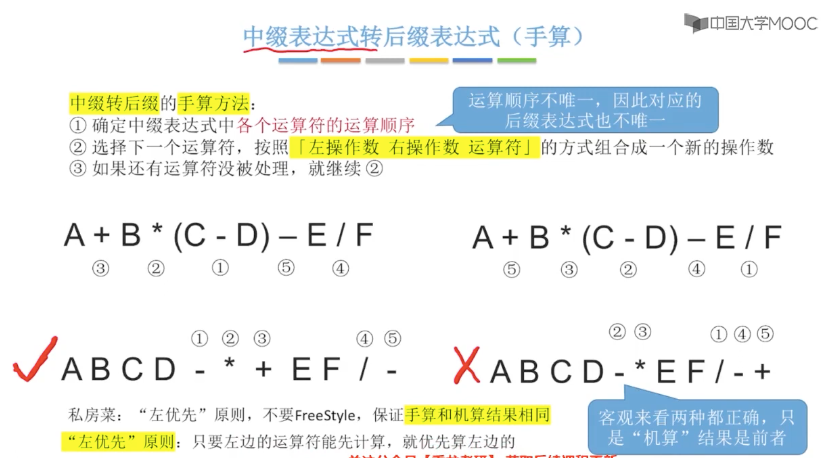 中国大学MOOC
中缀表达式转后缀表达式（手算）
中缀转后缀的手算方法：
① 确定中缀表达式中各个运算符的运算顺序
② 选择下一个运算符，按照「左操作数 右操作数 运算符」的方式组合成一个新的操作数
③ 如果还有运算符没被处理，就继续 ②
运算顺序不唯一，因此对应的
后缀表达式也不唯一
A + B * (C - D) – E / F
③ ② ① ⑤ ④
A + B * (C - D) – E / F
⑤ ③ ② ④ ①
① ② ③ ④ ⑤
A B C D - * + E F / -
② ③ ① ④ ⑤
A B C D - * E F / - +
私房菜：“左优先”原则，不要FreeStyle，保证手算和机算结果相同
“左优先”原则：只要左边的运算符能先计算，就优先算左边的
客观来看两种都正确，只
是“机算”结果是前者